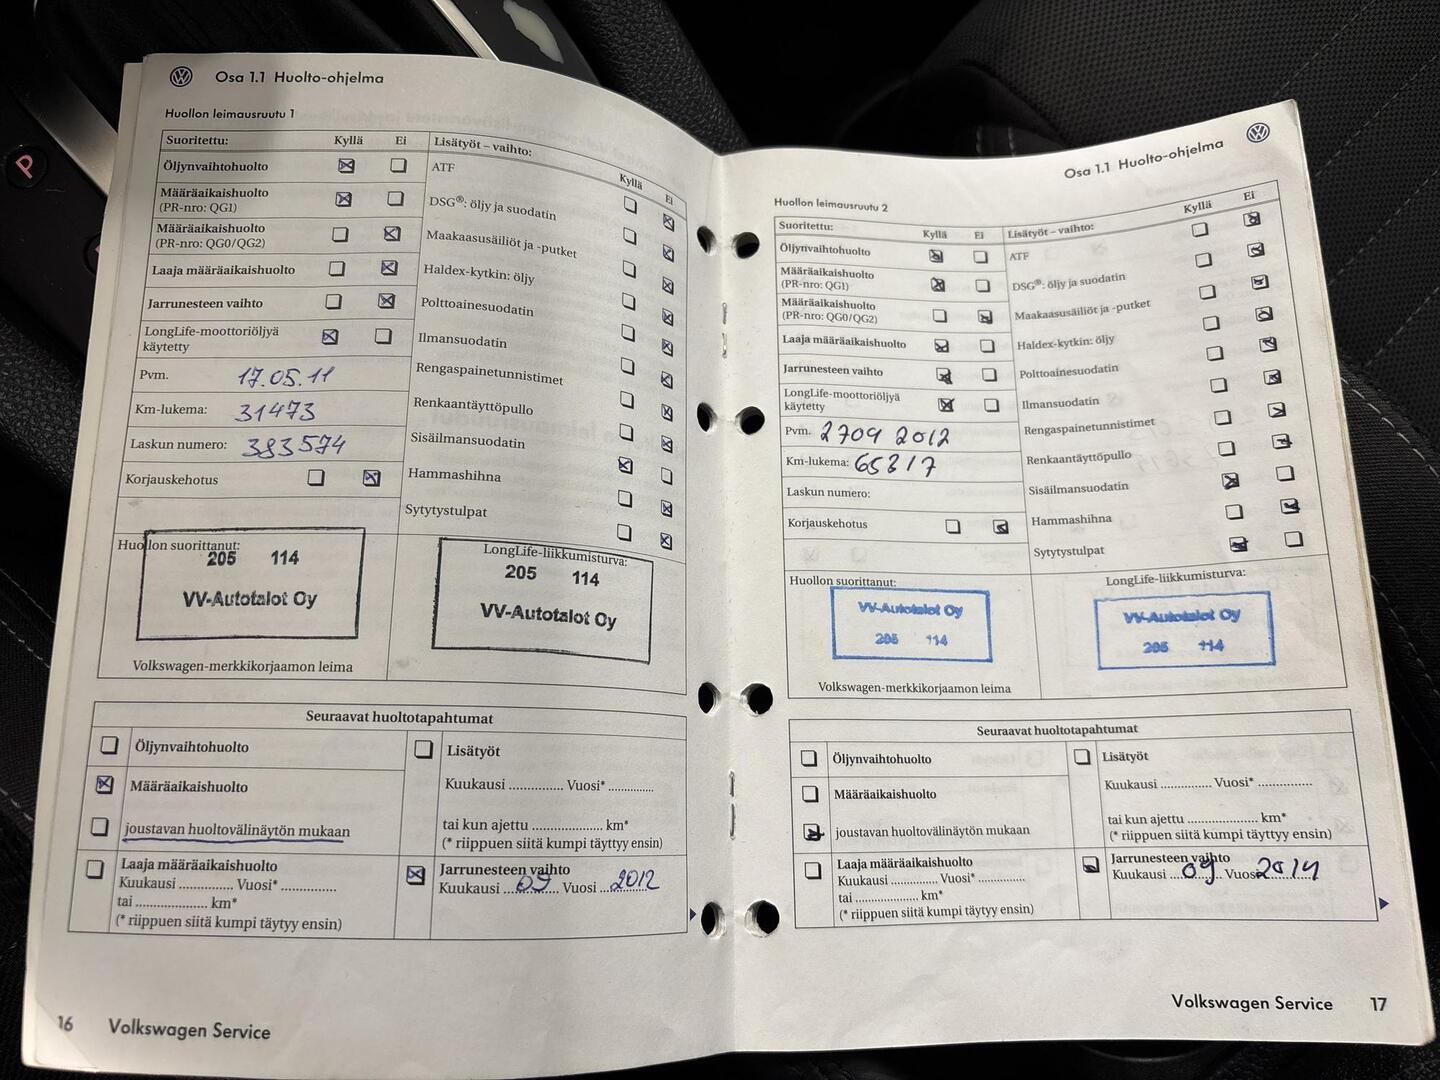 Osa 1.1 Huolto-ohjelma
Huollon leimausruutu 1
Suoritettu: Kyllä Ei
Öljynvaihtohuolto
Määräaikaishuolto
(PR-nro: QG1)
Määräaikaishuolto
(PR-nro: QG0/QG2)
Laaja määräaikaishuolto
Jarrunesteen vaihto
LongLife-moottoriöljyä
käytetty
Pvm. 17.05.11
Km-lukema: 31473
Laskun numero: 383574
Korjauskehotus
Lisätyöt – vaihto: Kyllä Ei
ATF
DSG®: öljy ja suodatin
Maakaasusäiliöt ja -putket
Haldex-kytkin: öljy
Polttoainesuodatin
Ilmansuodatin
Rengaspainetunnistimet
Renkaantäyttöpullo
Sisäilmansuodatin
Hammashihna
Sytytystulpat
Huollon suorittanut:
205 114
VV-Autotalot Oy
Volkswagen-merkkikorjaamon leima
LongLife-liikkumisturva:
205 114
VV-Autotalot Oy
Seuraavat huoltotapahtumat
Öljynvaihtohuolto
Määräaikaishuolto
joustavan huoltovälinäytön mukaan
Laaja määräaikaishuolto
Kuukausi .............. Vuosi* ..............
tai ..................... km*
(* riippuen siitä kumpi täytyy ensin)
Lisätyöt
Kuukausi .............. Vuosi* ..............
tai kun ajettu ..................... km*
(* riippuen siitä kumpi täytyy ensin)
Jarrunesteen vaihto
Kuukausi 09 Vuosi 2012
16 Volkswagen Service
Osa 1.1 Huolto-ohjelma
Huollon leimausruutu 2
Suoritettu: Kyllä Ei
Öljynvaihtohuolto
Määräaikaishuolto
(PR-nro: QG1)
Määräaikaishuolto
(PR-nro: QG0/QG2)
Laaja määräaikaishuolto
Jarrunesteen vaihto
LongLife-moottoriöljyä
käytetty
Pvm. 2709 2012
Km-lukema: 65317
Laskun numero:
Korjauskehotus
Lisätyöt – vaihto: Kyllä Ei
ATF
DSG®: öljy ja suodatin
Maakaasusäiliöt ja -putket
Haldex-kytkin: öljy
Polttoainesuodatin
Ilmansuodatin
Rengaspainetunnistimet
Renkaantäyttöpullo
Sisäilmansuodatin
Hammashihna
Sytytystulpat
Huollon suorittanut:
VV-Autotalot Oy
205 114
Volkswagen-merkkikorjaamon leima
LongLife-liikkumisturva:
VV-Autotalot Oy
205 114
Seuraavat huoltotapahtumat
Öljynvaihtohuolto
Määräaikaishuolto
joustavan huoltovälinäytön mukaan
Laaja määräaikaishuolto
Kuukausi .............. Vuosi* ..............
tai ..................... km*
(* riippuen siitä kumpi täytyy ensin)
Lisätyöt
Kuukausi .............. Vuosi* ..............
tai kun ajettu ..................... km*
(* riippuen siitä kumpi täytyy ensin)
Jarrunesteen vaihto
Kuukausi 09 Vuosi 2014
Volkswagen Service 17
P